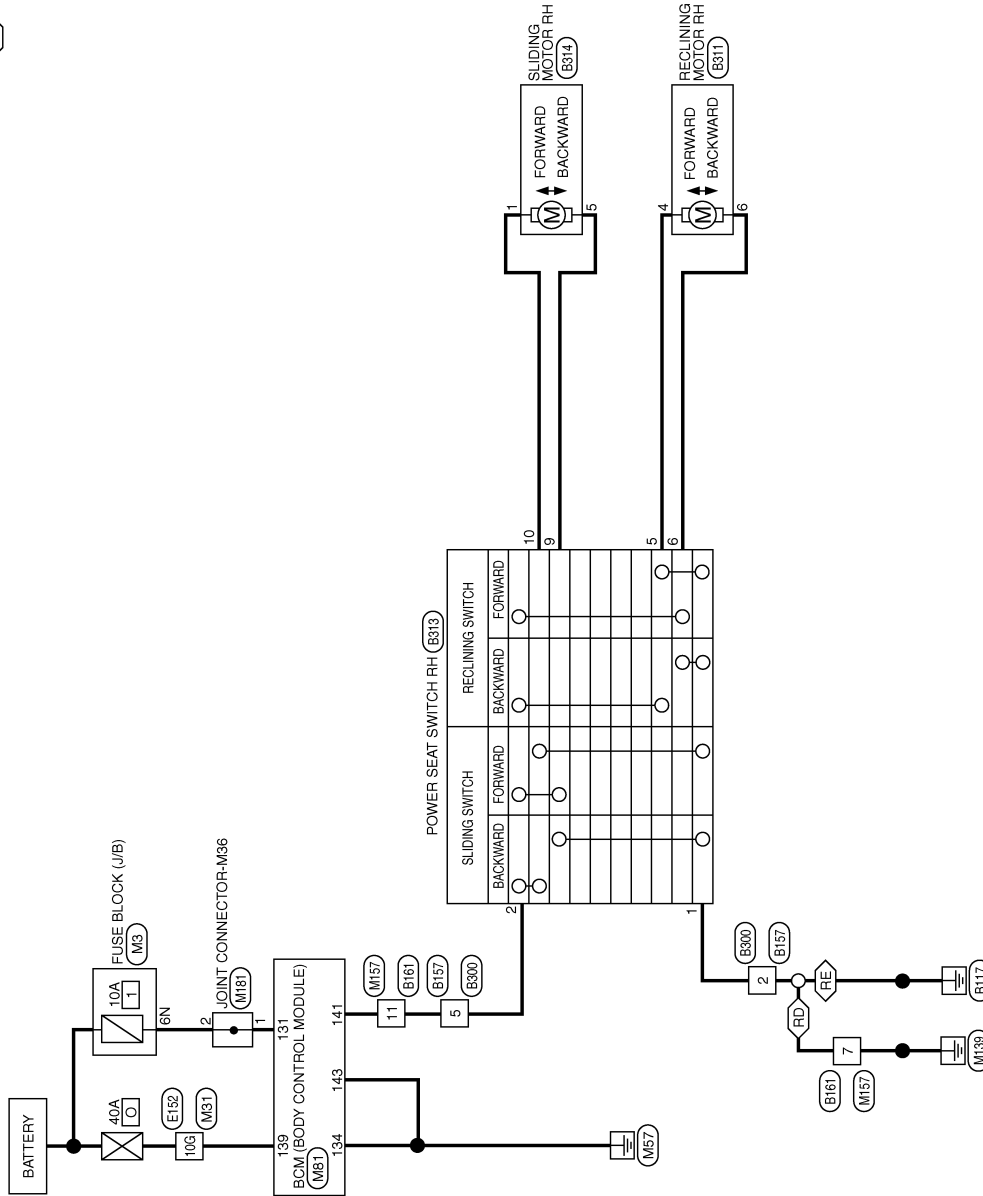 BATTERY
40A
O
10G
E152
M31
10A
1
FUSE BLOCK (J/B)
M3
6N
2
1
JOINT CONNECTOR-M36
M181
139
131
BCM (BODY CONTROL MODULE)
M81
134
143
141
M57
11
M157
B161
5
B157
B300
POWER SEAT SWITCH RH
B313
SLIDING SWITCH
RECLINING SWITCH
BACKWARD
FORWARD
BACKWARD
FORWARD
2
1
10
9
5
6
1
5
M
FORWARD
BACKWARD
SLIDING
MOTOR RH
B314
4
6
M
FORWARD
BACKWARD
RECLINING
MOTOR RH
B311
2
B300
B157
RD
RE
7
B161
M157
M139
B117